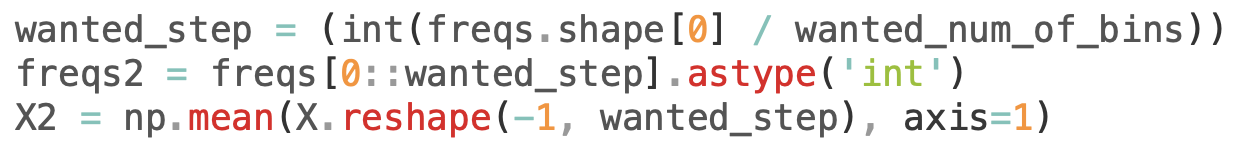 wanted_step = (int(freqs.shape[0] / wanted_num_of_bins))
freqs2 = freqs[0::wanted_step].astype('int')
X2 = np.mean(X.reshape(-1, wanted_step), axis=1)